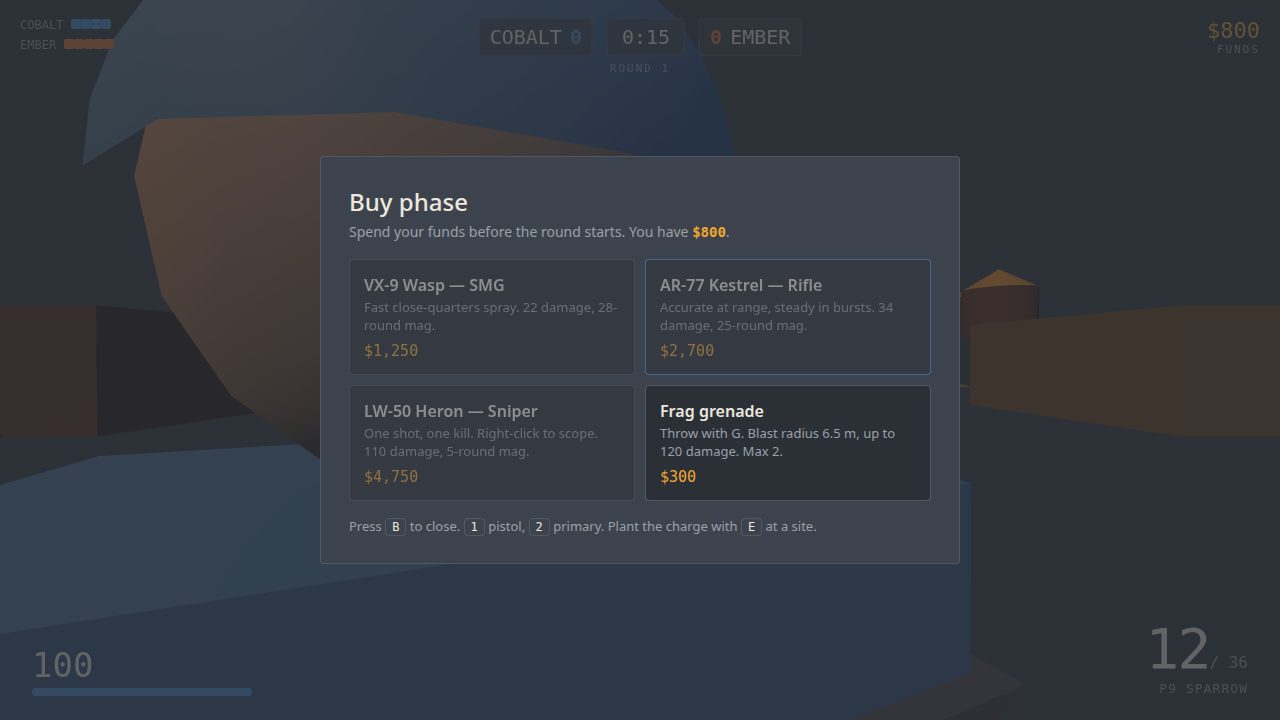 COBALT
EMBER
COBALT 0
0:15
0 EMBER
ROUND 1
$800
FUNDS
Buy phase
Spend your funds before the round starts. You have $800.
VX-9 Wasp — SMG
Fast close-quarters spray. 22 damage, 28-
round mag.
$1,250
AR-77 Kestrel — Rifle
Accurate at range, steady in bursts. 34
damage, 25-round mag.
$2,700
LW-50 Heron — Sniper
One shot, one kill. Right-click to scope.
110 damage, 5-round mag.
$4,750
Frag grenade
Throw with G. Blast radius 6.5 m, up to
120 damage. Max 2.
$300
Press B to close. 1 pistol, 2 primary. Plant the charge with E at a site.
100
12 / 36
P9 SPARROW